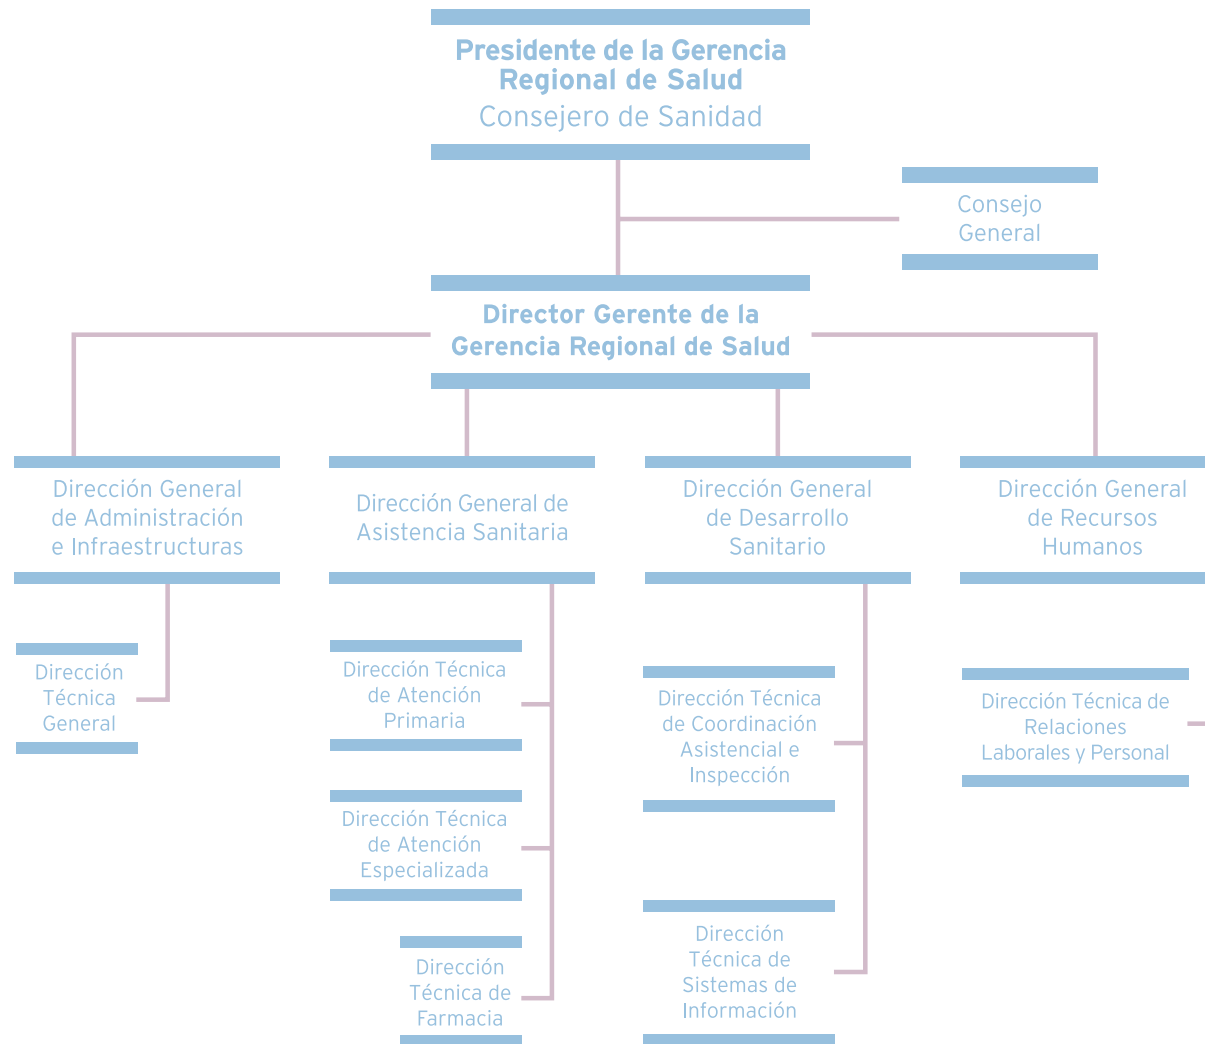 Presidente de la Gerencia
Regional de Salud
Consejero de Sanidad
Consejo
General
Director Gerente de la
Gerencia Regional de Salud
Dirección General
de Administración
e Infraestructuras
Dirección General de
Asistencia Sanitaria
Dirección General
de Desarrollo
Sanitario
Dirección General
de Recursos
Humanos
Dirección
Técnica
General
Dirección Técnica
de Atención
Primaria
Dirección Técnica
de Coordinación
Asistencial e
Inspección
Dirección Técnica de
Relaciones
Laborales y Personal
Dirección Técnica
de Atención
Especializada
Dirección
Técnica de
Sistemas de
Información
Dirección
Técnica de
Farmacia